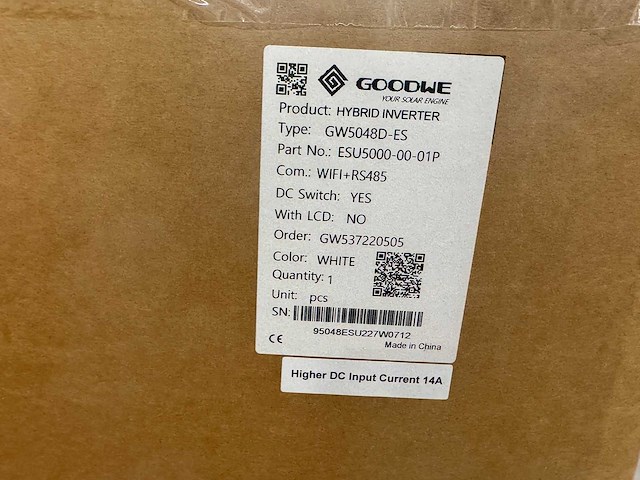 GOODWE
YOUR SOLAR ENGINE
Product: HYBRID INVERTER
Type: GW5048D-ES
Part No.: ESU5000-00-01P
Com.: WIFI+RS485
DC Switch: YES
With LCD: NO
Order: GW537220505
Color: WHITE
Quantity: 1
Unit: pcs
SN:
95048ESU227W0712
CE
Made in China
Higher DC Input Current 14A